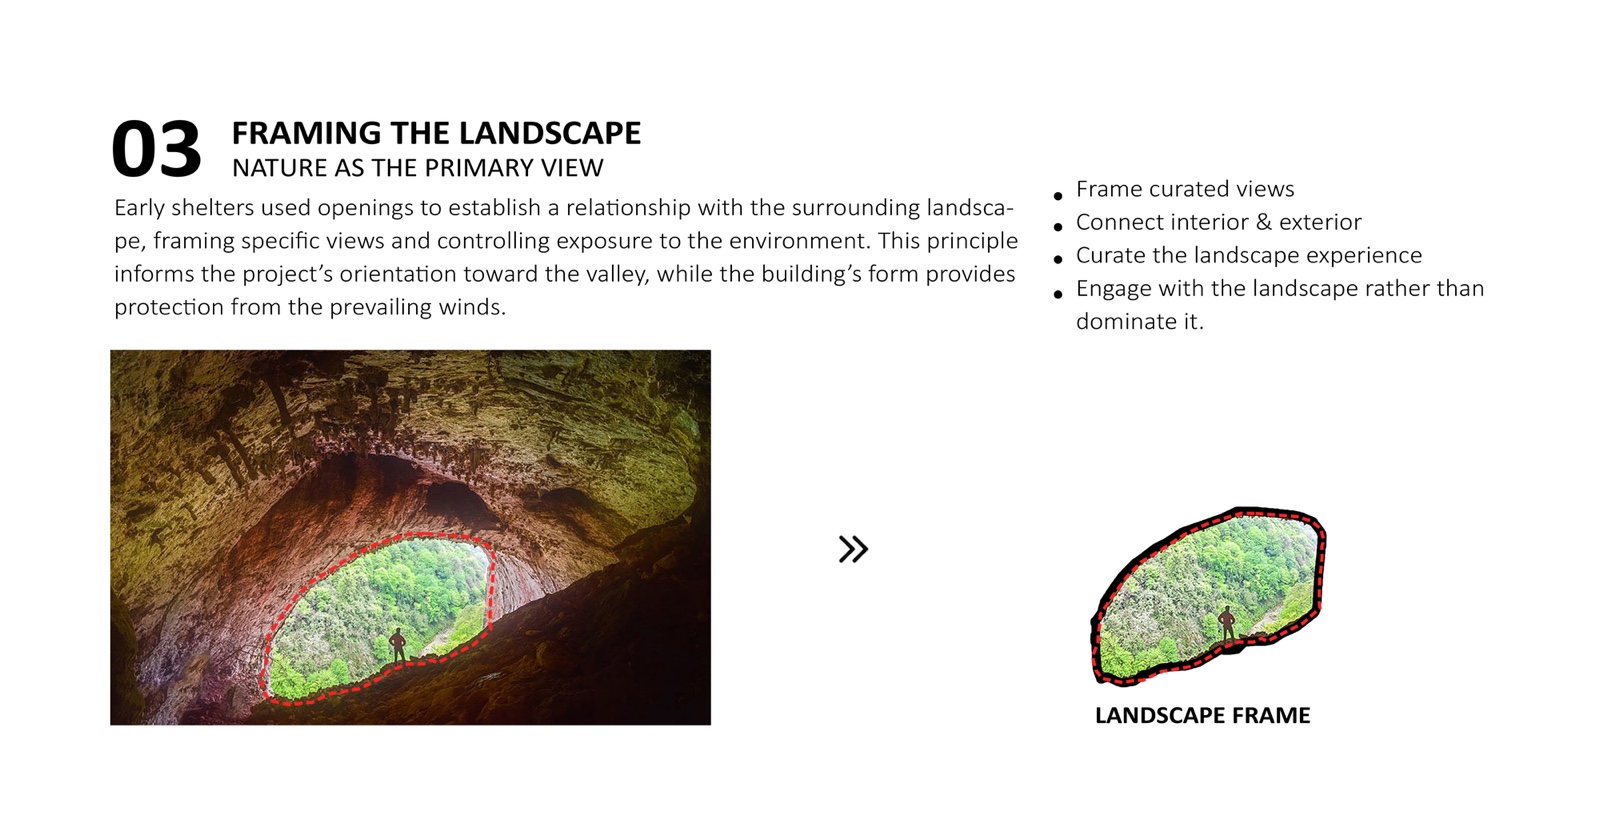 03
FRAMING THE LANDSCAPE
NATURE AS THE PRIMARY VIEW
Early shelters used openings to establish a relationship with the surrounding landsca-
pe, framing specific views and controlling exposure to the environment. This principle
informs the project’s orientation toward the valley, while the building’s form provides
protection from the prevailing winds.
• Frame curated views
• Connect interior & exterior
• Curate the landscape experience
• Engage with the landscape rather than
dominate it.
LANDSCAPE FRAME